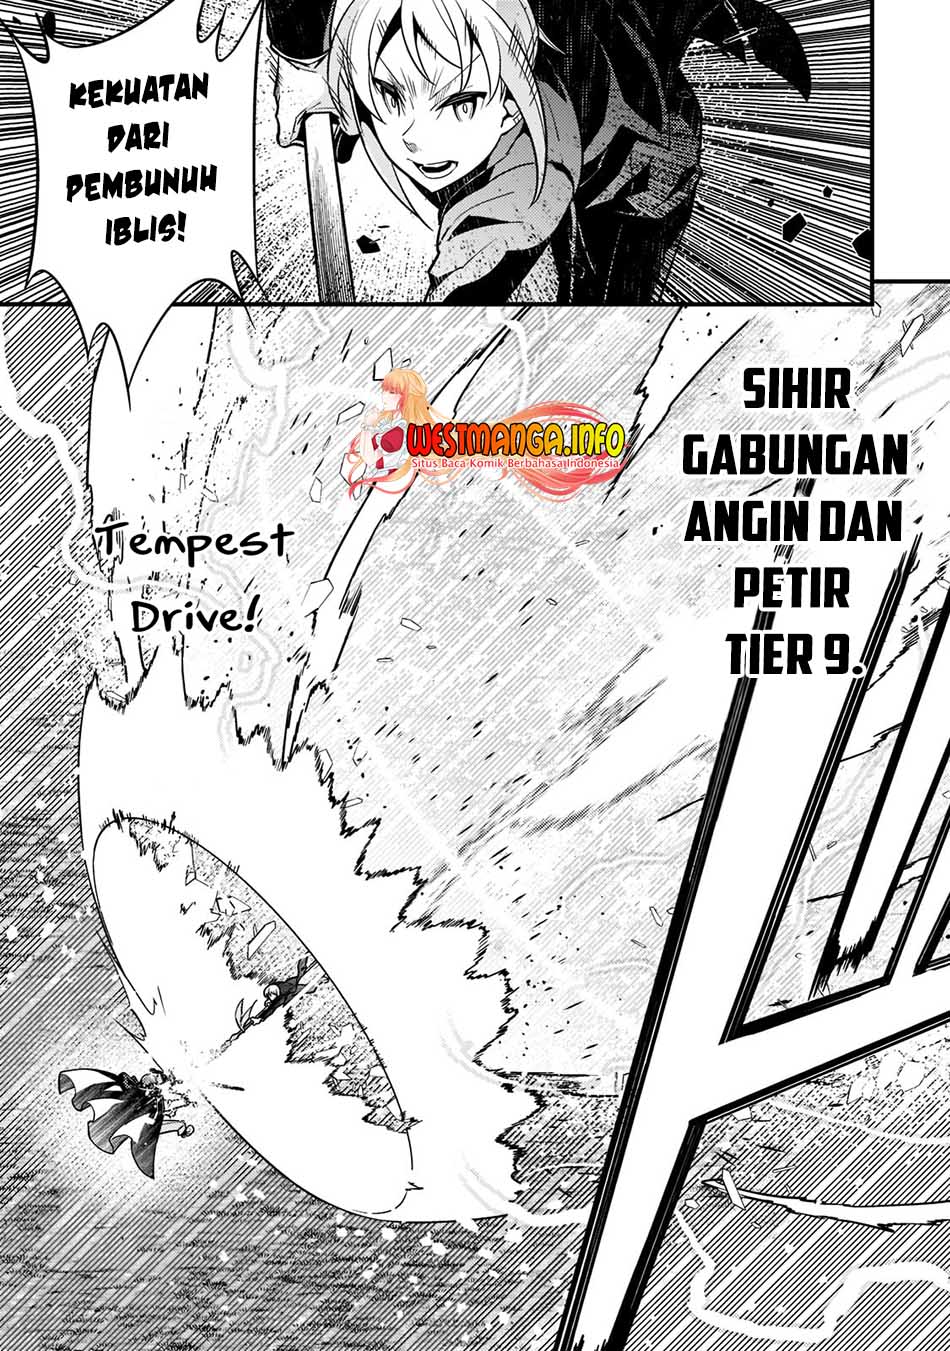 KEKUATAN
DARI
PEMBUNUH
IBLIS!
WESTMANGA.INFO
Situs Baca Komik Berbahasa Indonesia
SIHIR
GABUNGAN
ANGIN DAN
PETIR
TIER 9.
Tempest
Drive!